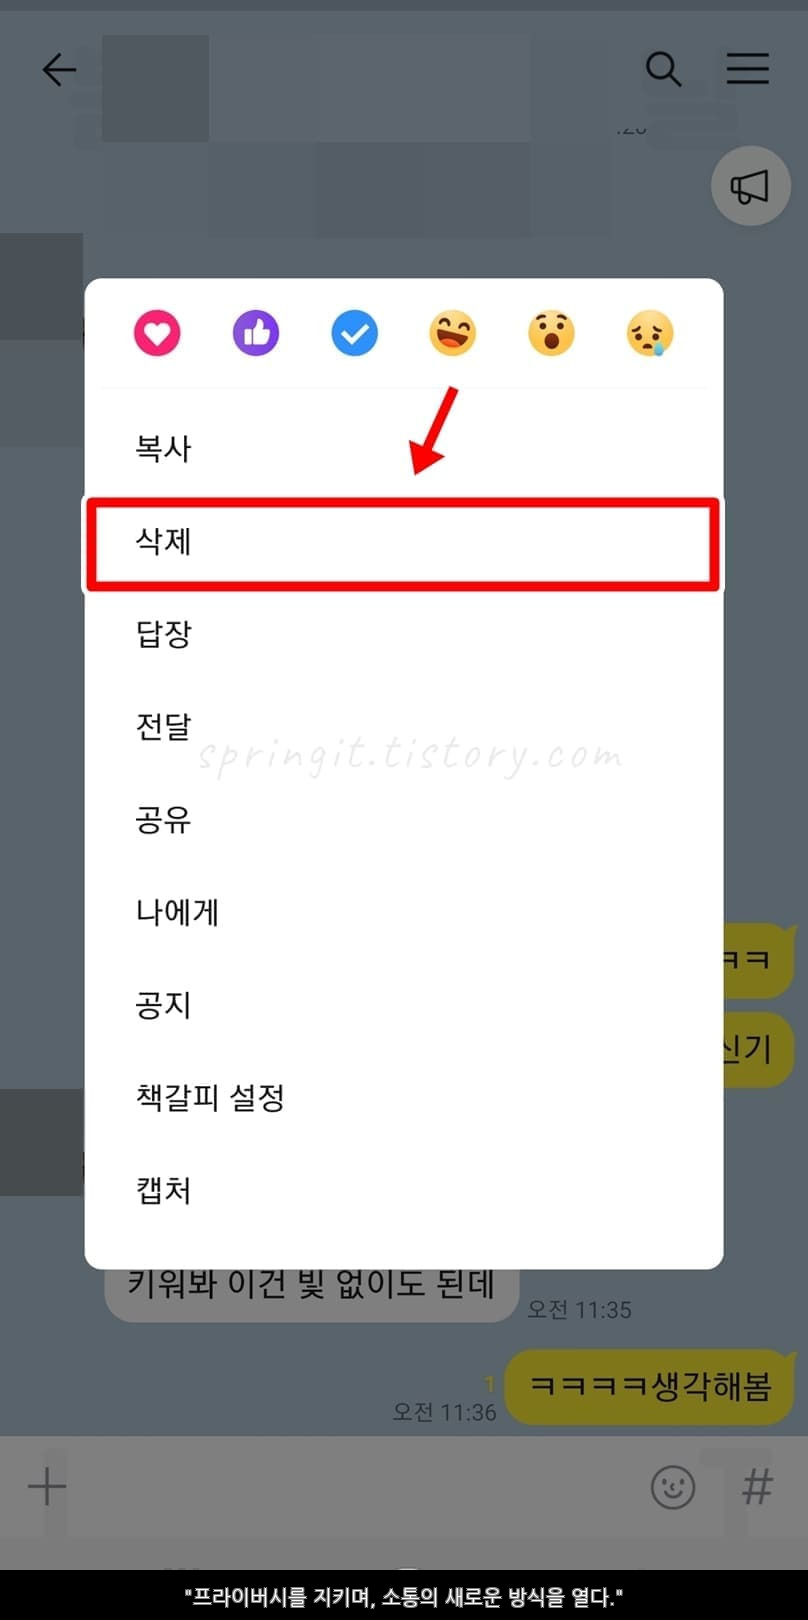 복사
삭제
답장
전달
springit.tistory.com
공유
나에게
공지
책갈피 설정
캡처
ㅋㅋ
신기
키워봐 이건 빛 없이도 된데
오전 11:35
1
ㅋㅋㅋㅋ생각해봄
오전 11:36
#
"프라이버시를 지키며, 소통의 새로운 방식을 열다."